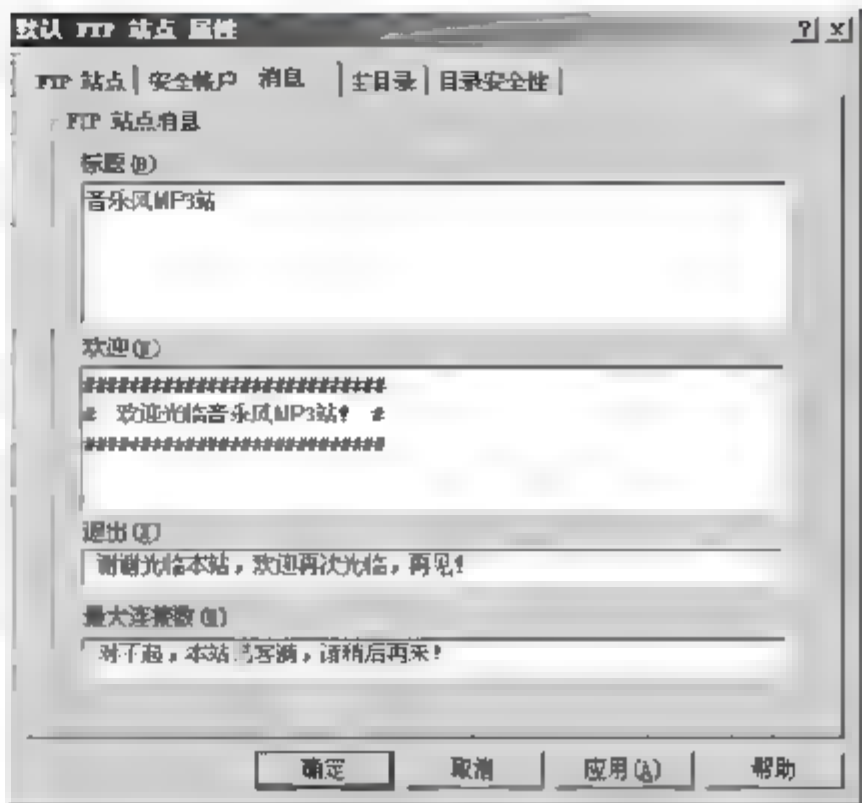 默认 FTP 站点 属性
FTP 站点 安全帐户 消息 主目录 目录安全性
FTP 站点消息
标题(B)
音乐风MP3站
欢迎(W)
###########################
# 欢迎光临音乐风MP3站! #
###########################
退出(X)
谢谢光临本站，欢迎再次光临，再见!
最大连接数(M)
对不起，本站已客满，请稍后再来!
确定 取消 应用(A) 帮助